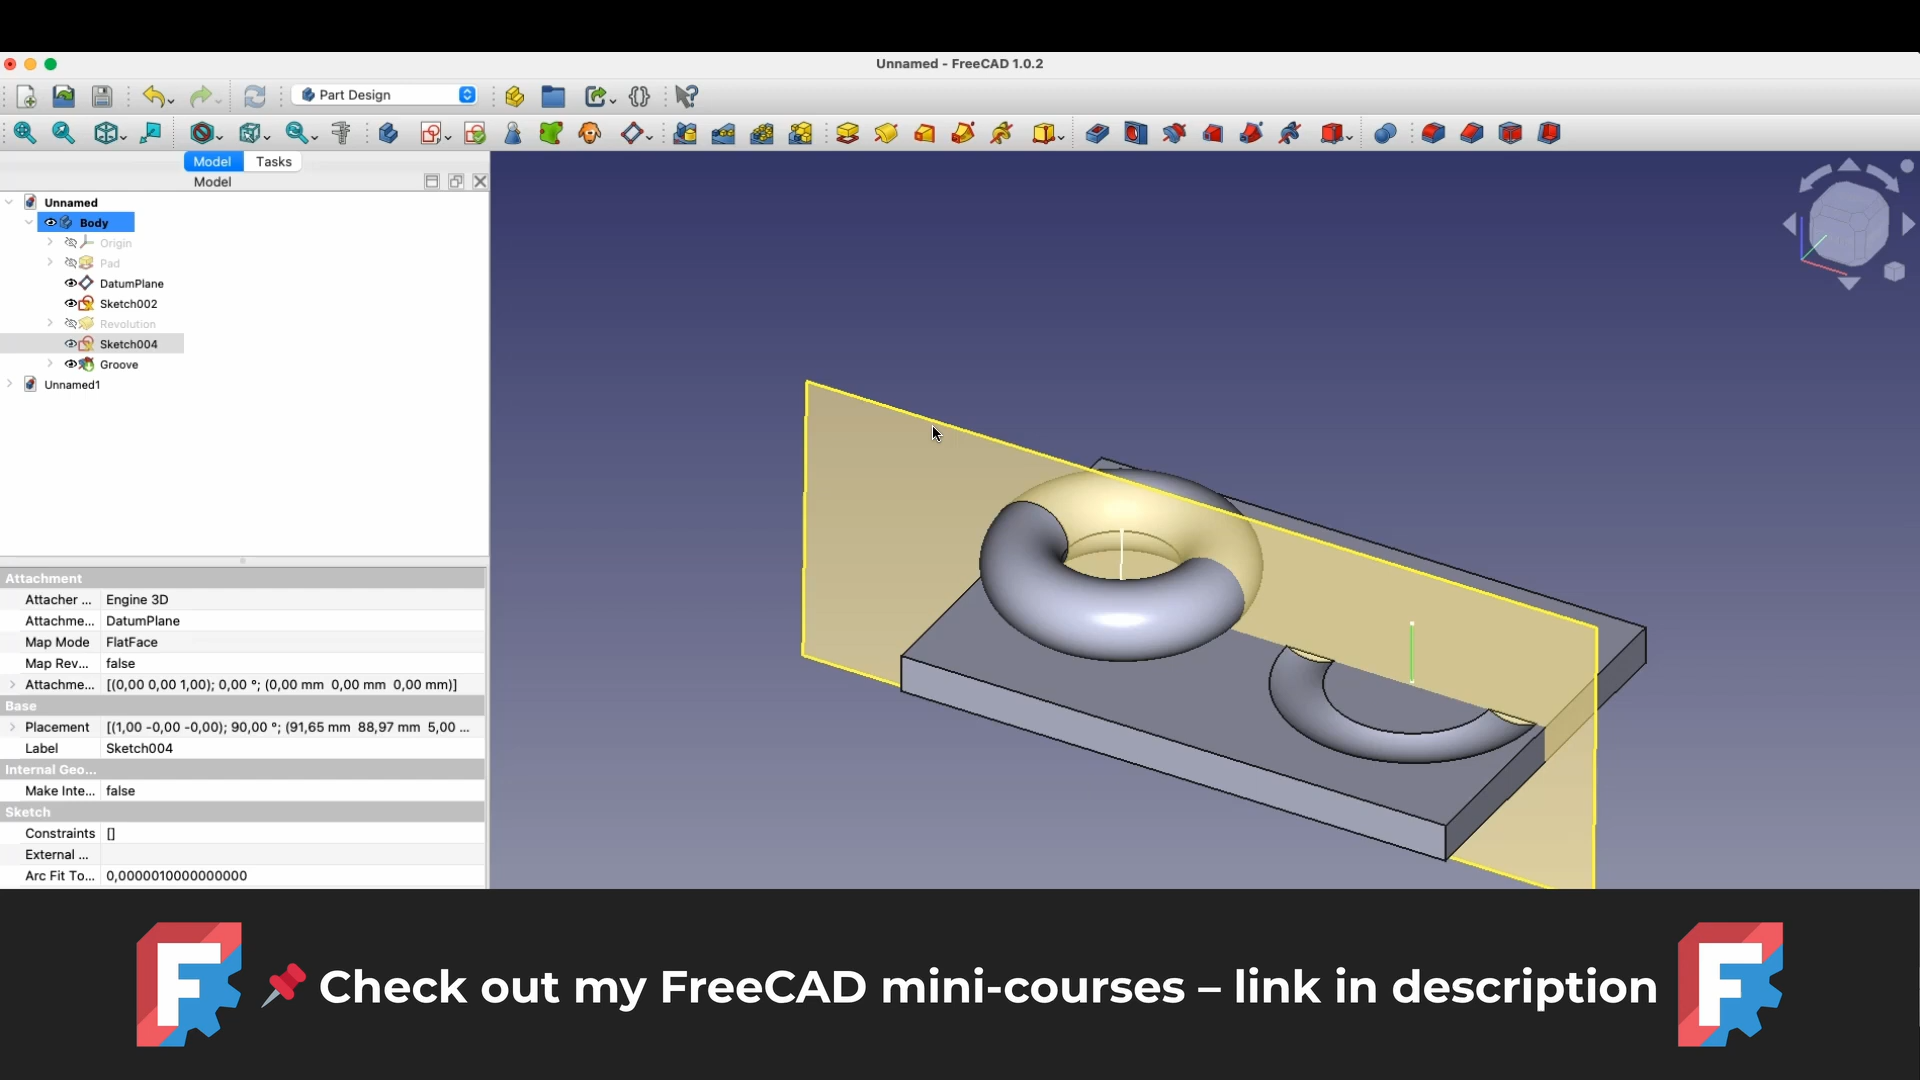 Unnamed - FreeCAD 1.0.2
Part Design
Model
Tasks
Model
Unnamed
Body
Origin
Pad
DatumPlane
Sketch002
Revolution
Sketch004
Groove
Unnamed1
Attachment
Attacher ... Engine 3D
Attachme... DatumPlane
Map Mode FlatFace
Map Rev... false
Attachme... [(0,00 0,00 1,00); 0,00 °; (0,00 mm 0,00 mm 0,00 mm)]
Base
Placement [(1,00 -0,00 -0,00); 90,00 °; (91,65 mm 88,97 mm 5,00 ...
Label Sketch004
Internal Geo...
Make Inte... false
Sketch
Constraints []
External ...
Arc Fit To... 0,0000010000000000
Check out my FreeCAD mini-courses – link in description